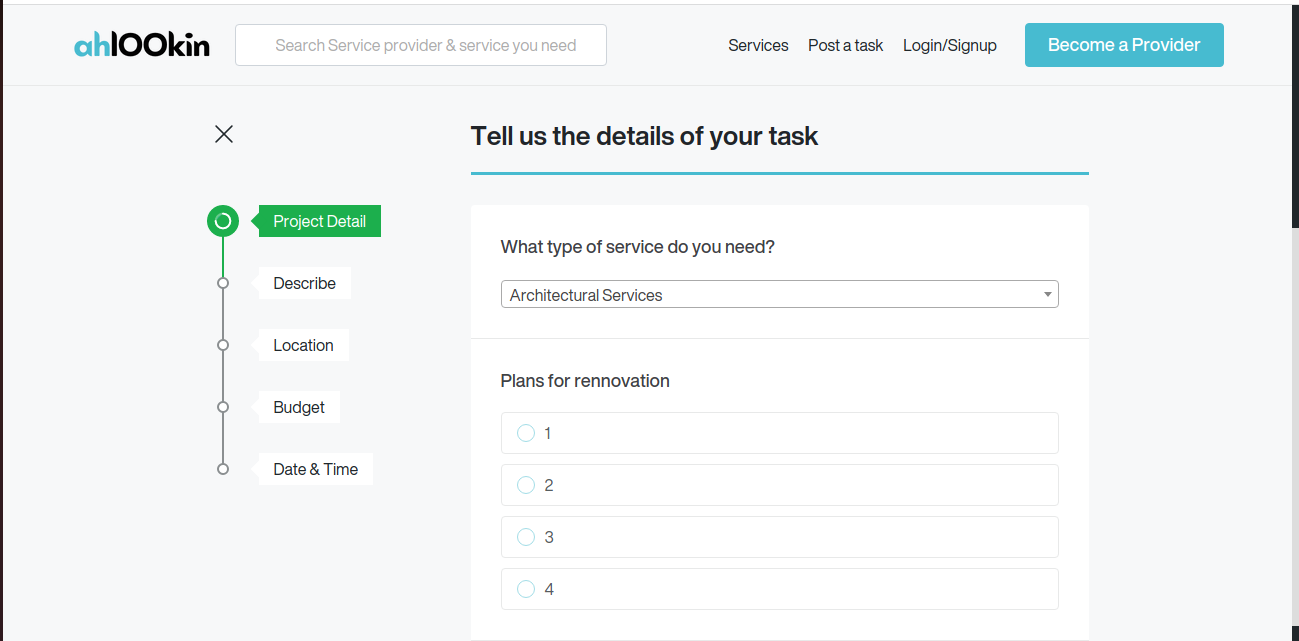 ahlOOkin
Search Service provider & service you need
Services
Post a task
Login/Signup
Become a Provider
Tell us the details of your task
Project Detail
Describe
Location
Budget
Date & Time
What type of service do you need?
Architectural Services
Plans for rennovation
1
2
3
4